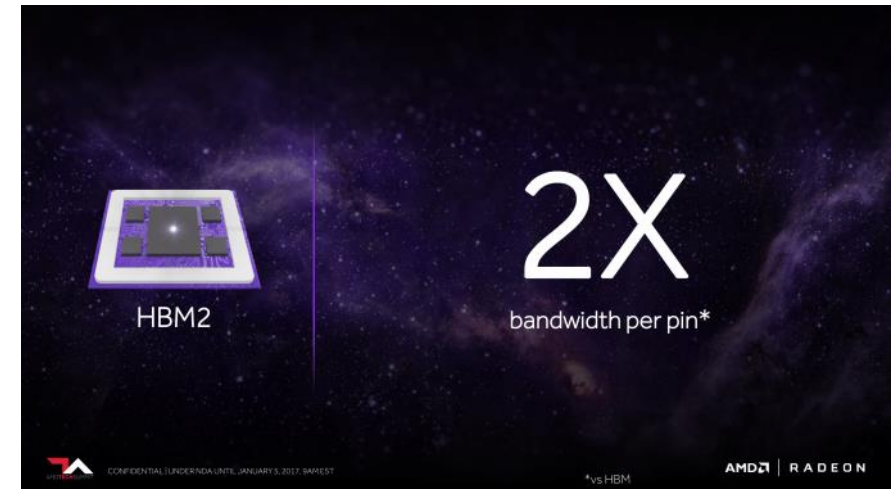 HBM2
2X
bandwidth per pin*
CONFIDENTIAL | UNDER NDA UNTIL JANUARY 5, 2017, 9AM EST
*vs HBM
AMD | RADEON